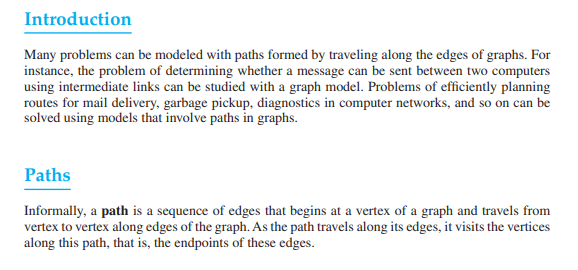 Introduction
Many problems can be modeled with paths formed by traveling along the edges of graphs. For
instance, the problem of determining whether a message can be sent between two computers
using intermediate links can be studied with a graph model. Problems of efficiently planning
routes for mail delivery, garbage pickup, diagnostics in computer networks, and so on can be
solved using models that involve paths in graphs.
Paths
Informally, a path is a sequence of edges that begins at a vertex of a graph and travels from
vertex to vertex along edges of the graph. As the path travels along its edges, it visits the vertices
along this path, that is, the endpoints of these edges.